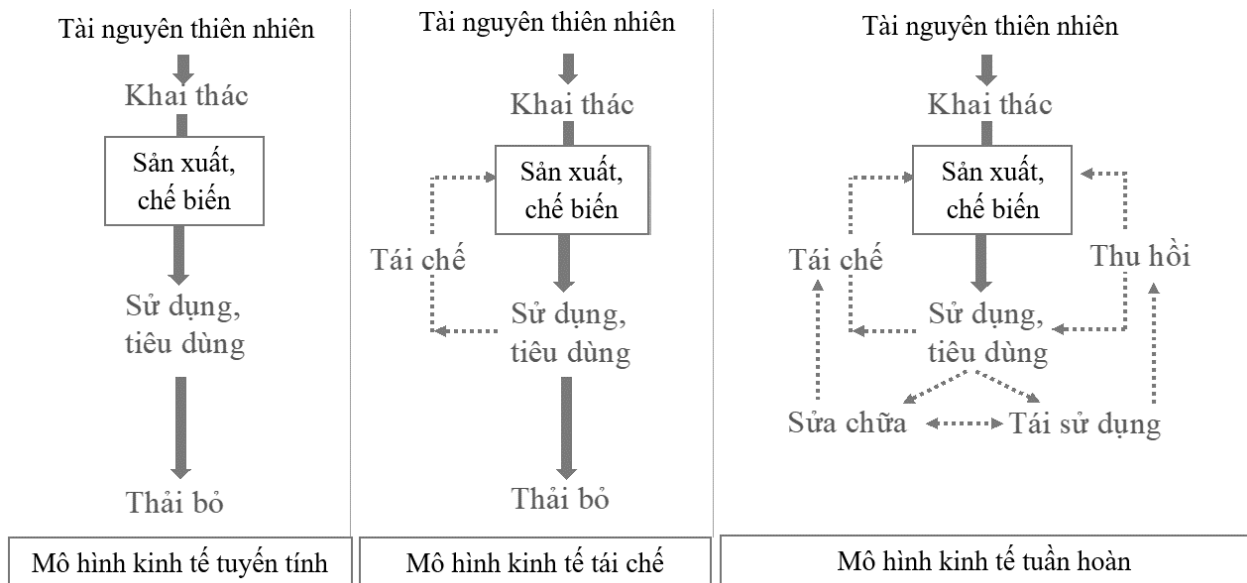 Tài nguyên thiên nhiên
Khai thác
Sản xuất,
chế biến
Sử dụng,
tiêu dùng
Thải bỏ
Mô hình kinh tế tuyến tính
Tài nguyên thiên nhiên
Khai thác
Sản xuất,
chế biến
Tái chế
Sử dụng,
tiêu dùng
Thải bỏ
Mô hình kinh tế tái chế
Tài nguyên thiên nhiên
Khai thác
Sản xuất,
chế biến
Tái chế
Thu hồi
Sử dụng,
tiêu dùng
Sửa chữa
Tái sử dụng
Mô hình kinh tế tuần hoàn